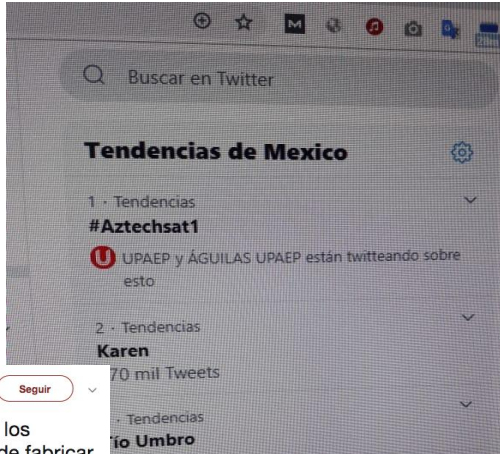 Buscar en Twitter
Tendencias de Mexico
1 · Tendencias
#Aztechsat1
UPAEP y ÁGUILAS UPAEP están twitteando sobre
esto
2 · Tendencias
Karen
70 mil Tweets
· Tendencias
ío Umbro
Seguir
los
de fabricar